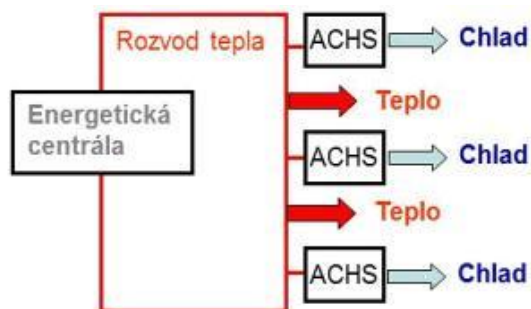 Rozvod tepla
ACHS
Chlad
Teplo
Energetická
centrála
ACHS
Chlad
Teplo
ACHS
Chlad